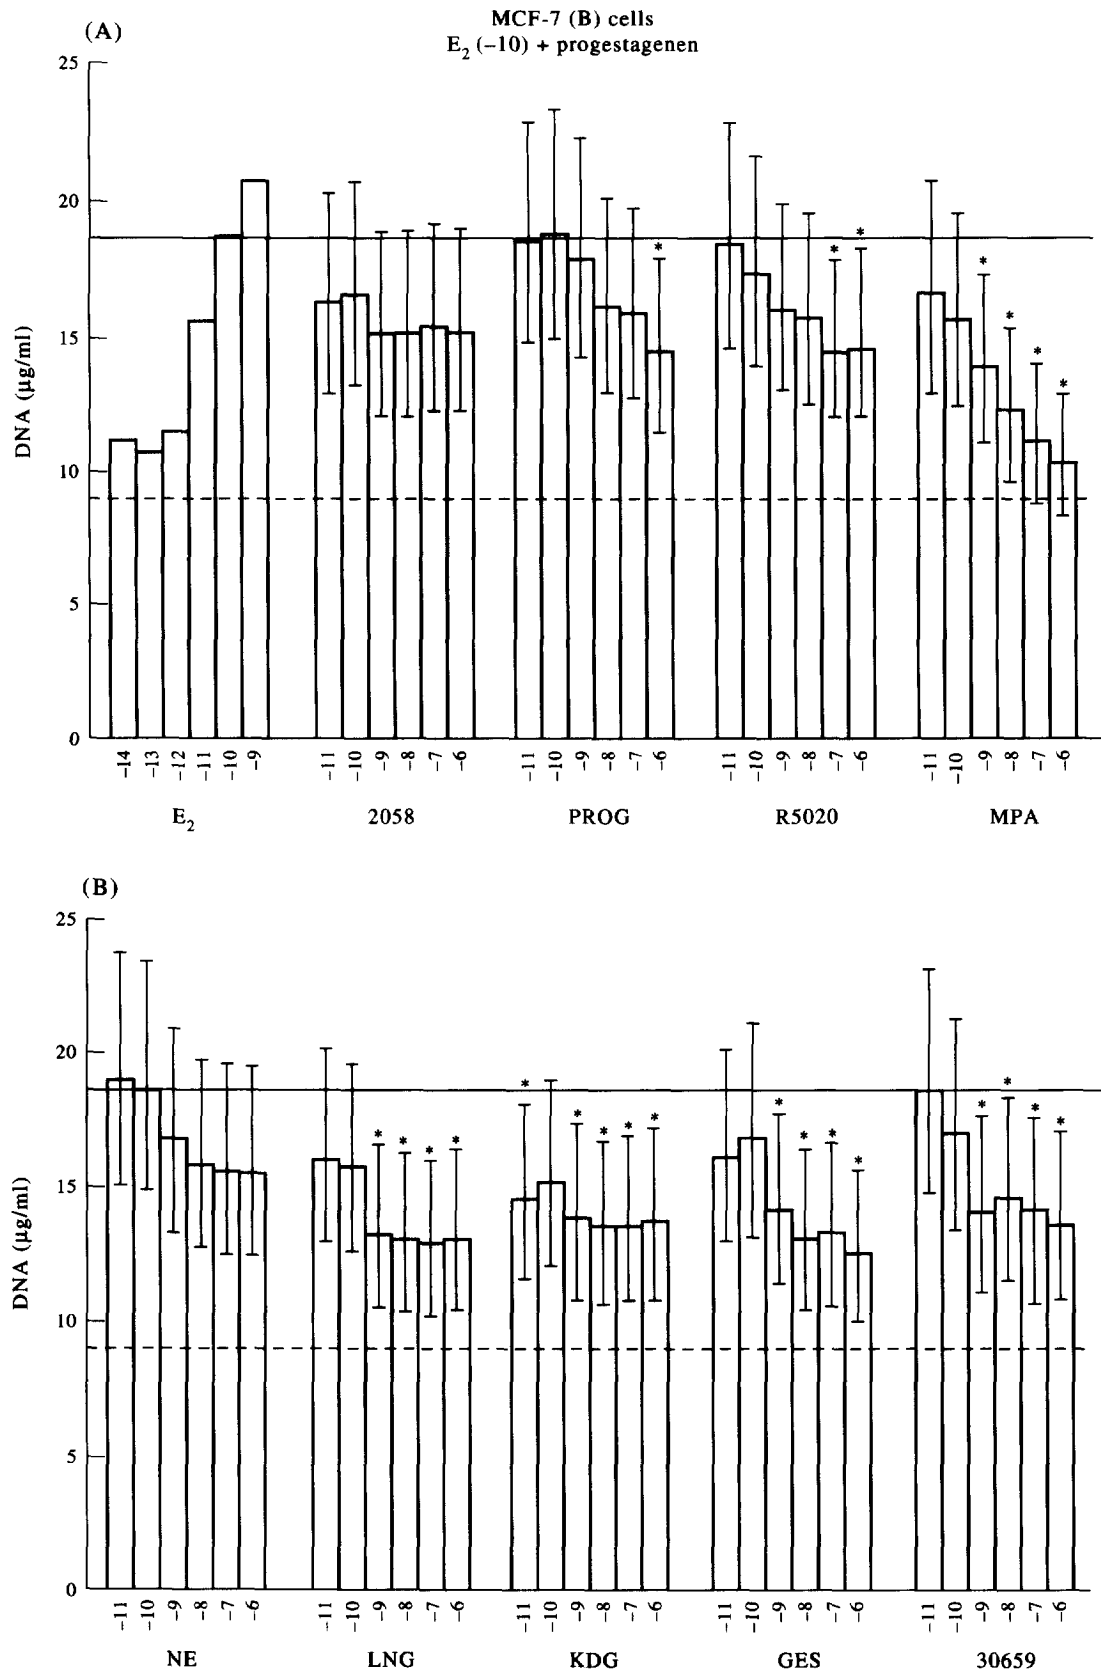 MCF-7 (B) cells
(A)
E2 (−10) + progestagenen
25
20
15
10
5
0
DNA (μg/ml)
* * * * * * *
−14 −13 −12 −11 −10 −9
−11 −10 −9 −8 −7 −6
−11 −10 −9 −8 −7 −6
−11 −10 −9 −8 −7 −6
−11 −10 −9 −8 −7 −6
E2 2058 PROG R5020 MPA
(B)
25
20
15
10
5
0
DNA (μg/ml)
* * * * * * * * * * * * * * * * *
−11 −10 −9 −8 −7 −6
−11 −10 −9 −8 −7 −6
−11 −10 −9 −8 −7 −6
−11 −10 −9 −8 −7 −6
−11 −10 −9 −8 −7 −6
NE LNG KDG GES 30659